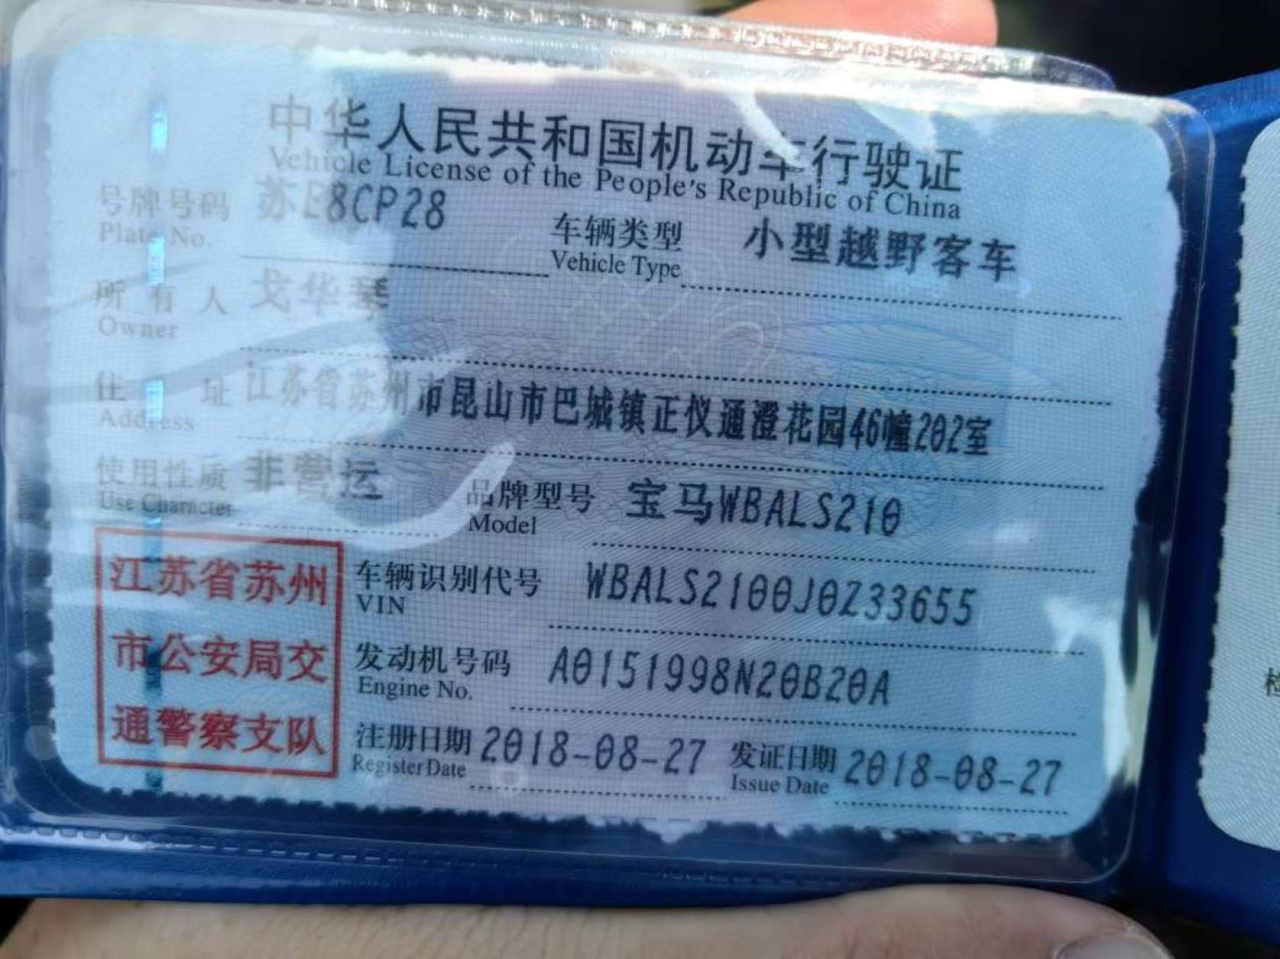 中华人民共和国机动车行驶证
Vehicle License of the People's Republic of China
号牌号码 苏E8CP28 车辆类型 小型越野客车
Plate No. Vehicle Type
所有人 戈华琴
Owner
住址 江苏省苏州市昆山市巴城镇正仪通澄花园46幢202室
Address
使用性质 非营运 品牌型号 宝马WBALS210
Use Character Model
江苏省苏州
市公安局交
通警察支队
车辆识别代号 WBALS2100J0Z33655
VIN
发动机号码 A0151998N20B20A
Engine No.
注册日期 2018-08-27 发证日期 2018-08-27
Register Date Issue Date